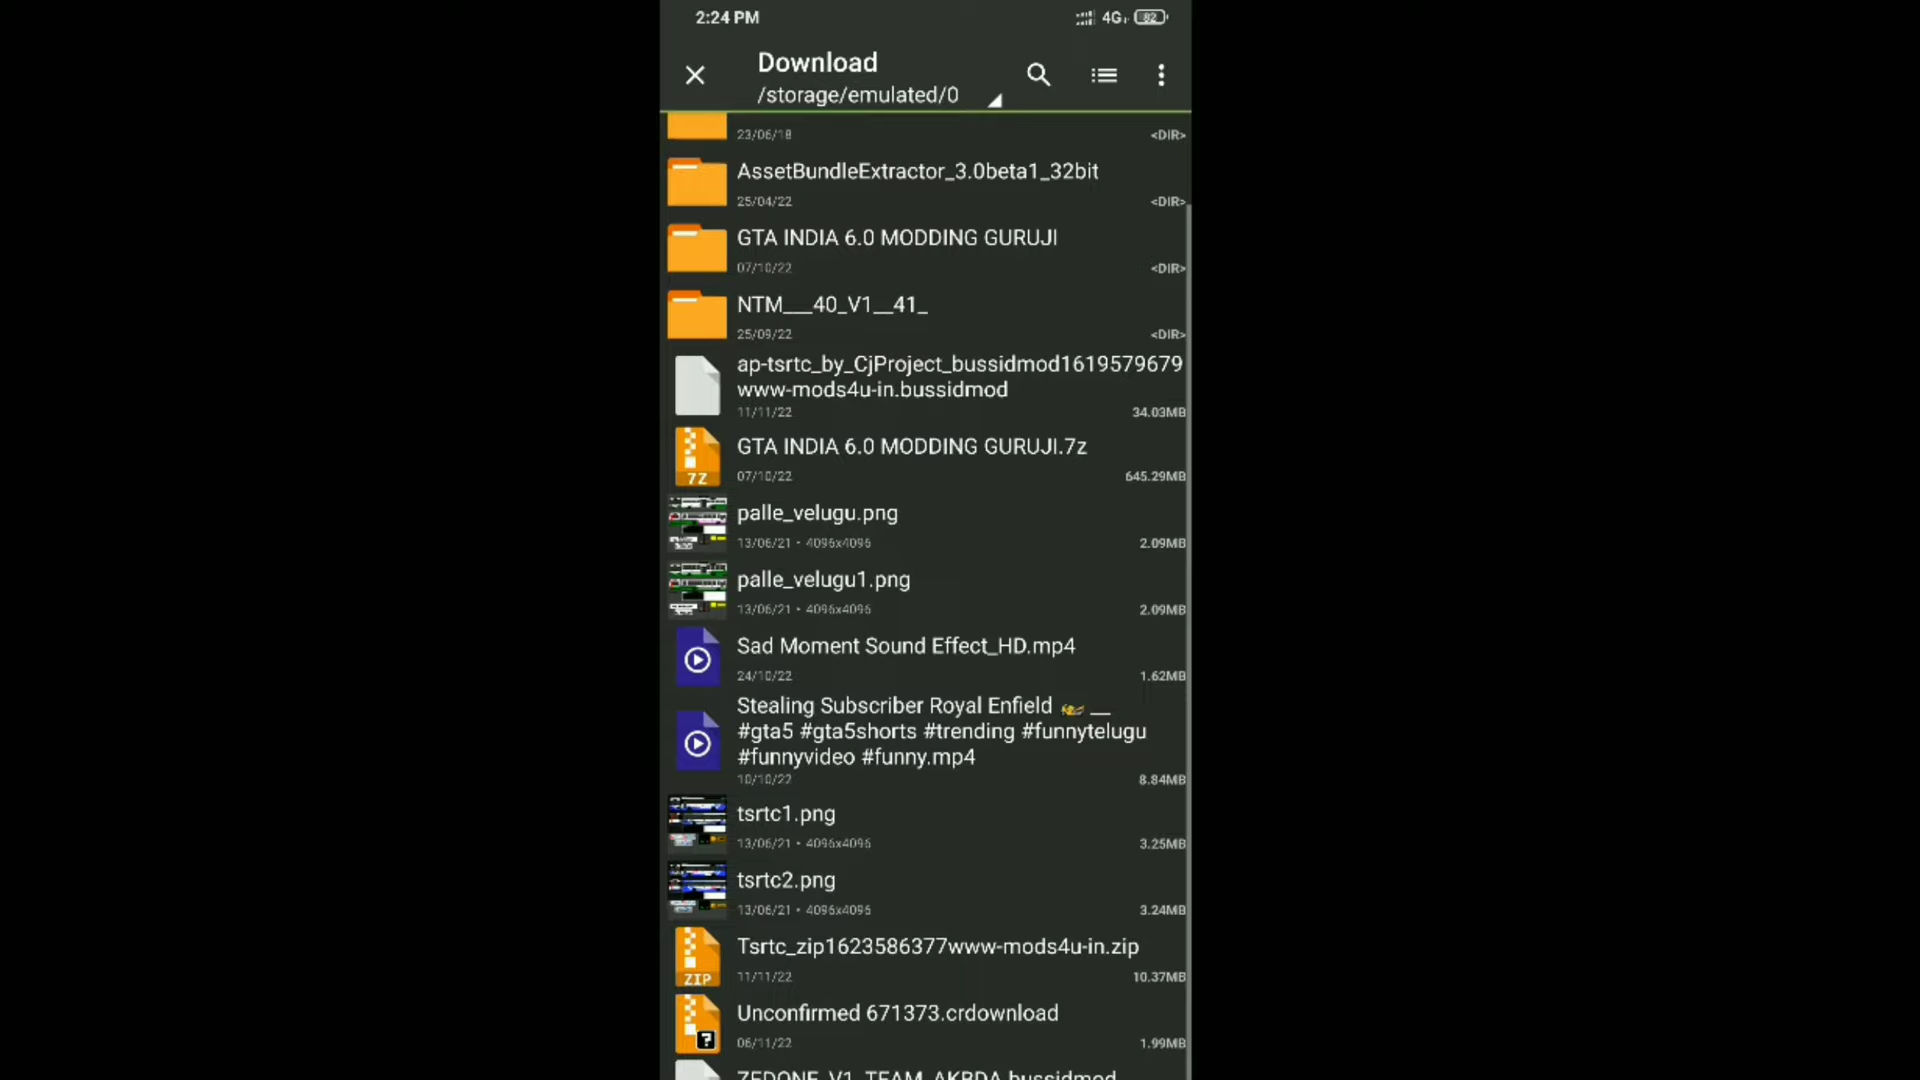 2:24 PM
4G
82
Download
/storage/emulated/0
23/06/18
<DIR>
AssetBundleExtractor_3.0beta1_32bit
25/04/22
<DIR>
GTA INDIA 6.0 MODDING GURUJI
07/10/22
<DIR>
NTM___40_V1__41_
25/09/22
<DIR>
ap-tsrtc_by_CjProject_bussidmod1619579679
www-mods4u-in.bussidmod
11/11/22
34.03MB
GTA INDIA 6.0 MODDING GURUJI.7z
7Z
07/10/22
645.29MB
palle_velugu.png
13/06/21 • 4096x4096
2.09MB
palle_velugu1.png
13/06/21 • 4096x4096
2.09MB
Sad Moment Sound Effect_HD.mp4
24/10/22
1.62MB
Stealing Subscriber Royal Enfield __
#gta5 #gta5shorts #trending #funnytelugu
#funnyvideo #funny.mp4
10/10/22
8.84MB
tsrtc1.png
13/06/21 • 4096x4096
3.25MB
tsrtc2.png
13/06/21 • 4096x4096
3.24MB
Tsrtc_zip1623586377www-mods4u-in.zip
ZIP
11/11/22
10.37MB
Unconfirmed 671373.crdownload
?
06/11/22
1.99MB
ZEDONE_V1_TEAM_AKBDA.bussidmod